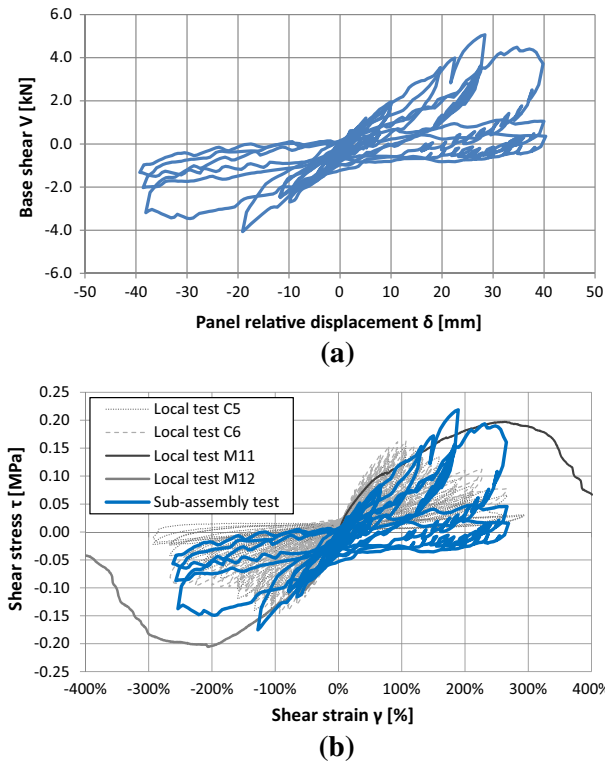 6.0
4.0
2.0
0.0
-2.0
-4.0
-6.0
Base shear V [kN]
-50 -40 -30 -20 -10 0 10 20 30 40 50
Panel relative displacement δ [mm]
(a)
0.25
0.20
0.15
0.10
0.05
0.00
-0.05
-0.10
-0.15
-0.20
-0.25
Shear stress τ [MPa]
Local test C5
Local test C6
Local test M11
Local test M12
Sub-assembly test
-400% -300% -200% -100% 0% 100% 200% 300% 400%
Shear strain γ [%]
(b)